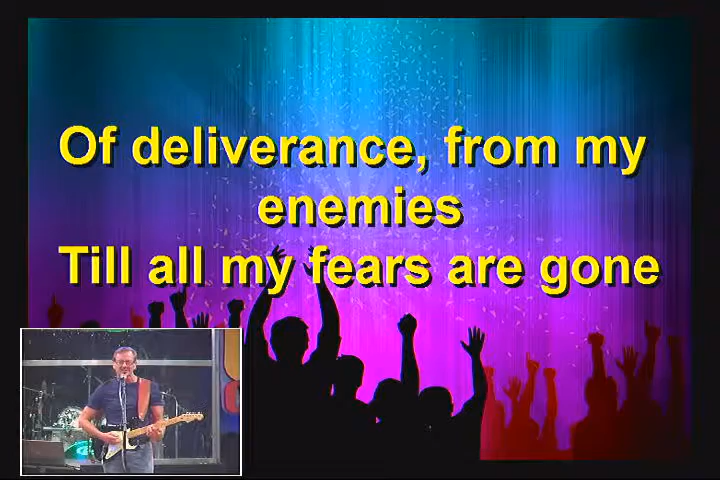 Of deliverance, from my
enemies
Till all my fears are gone